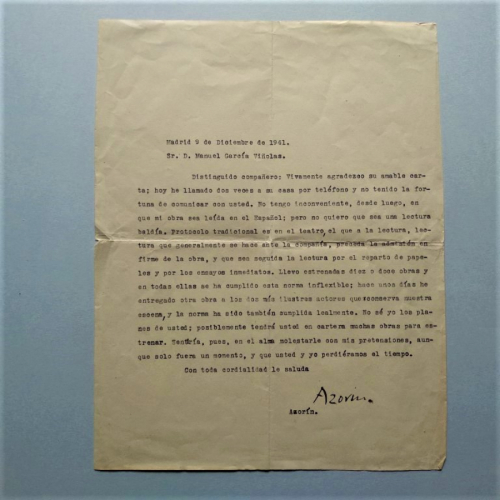 Madrid 9 de Diciembre de 1941.
Sr. D. Manuel García Viñolas.
Distinguido compañero: Vivamente agradezco su amable car-
ta; hoy he llamado dos veces a su casa por teléfono y no tenido la for-
tuna de comunicar con usted. No tengo inconveniente, desde luego, en
que mi obra sea leída en el Español; pero no quiero que sea una lectura
baldía. Protocolo tradicional es en el teatro, el que a la lectura, lec-
tura que generalmente se hace ante la compañía, preceda la admisión en
firme de la obra, y que sea seguida la lectura por el reparto de pape-
les y por los ensayos inmediatos. Llevo estrenadas diez o doce obras y
en todas ellas se ha cumplido esta norma inflexible; hace unos días he
entregado otra obra a los dos más ilustres actores que conserva nuestra
escena, y la norma ha sido también cumplida lealmente. No sé yo los pla-
nes de usted; posiblemente tendrá usted en cartera muchas obras para es-
trenar. Sentiría, pues, en el alma molestarle con mis pretensiones, aun-
que solo fuera un momento, y que usted y yo perdiéramos el tiempo.
Con toda cordialidad le saluda
Azorín.
Azorín.